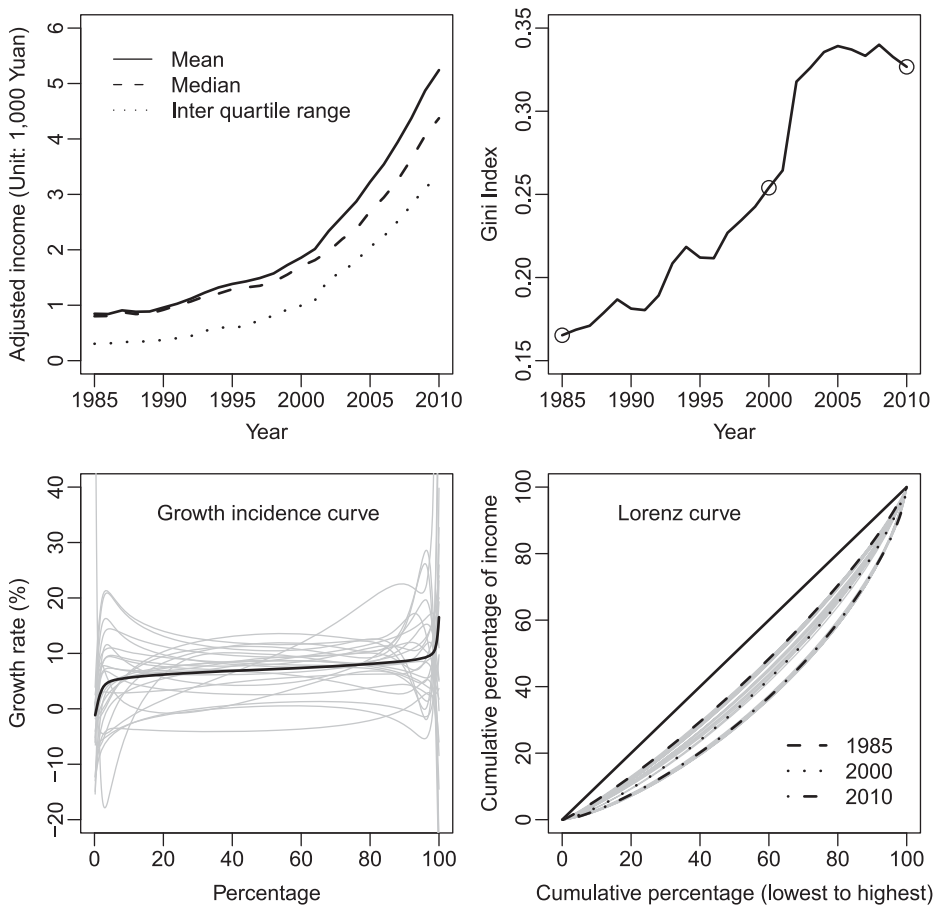 Adjusted income (Unit: 1,000 Yuan)
6
5
4
3
2
1
0
Mean
Median
Inter quartile range
1985 1990 1995 2000 2005 2010
Year
Gini Index
0.35
0.30
0.25
0.20
0.15
1985 1990 1995 2000 2005 2010
Year
Growth rate (%)
40
30
20
10
0
−10
−20
Growth incidence curve
0 20 40 60 80 100
Percentage
Cumulative percentage of income
100
80
60
40
20
0
Lorenz curve
1985
2000
2010
0 20 40 60 80 100
Cumulative percentage (lowest to highest)